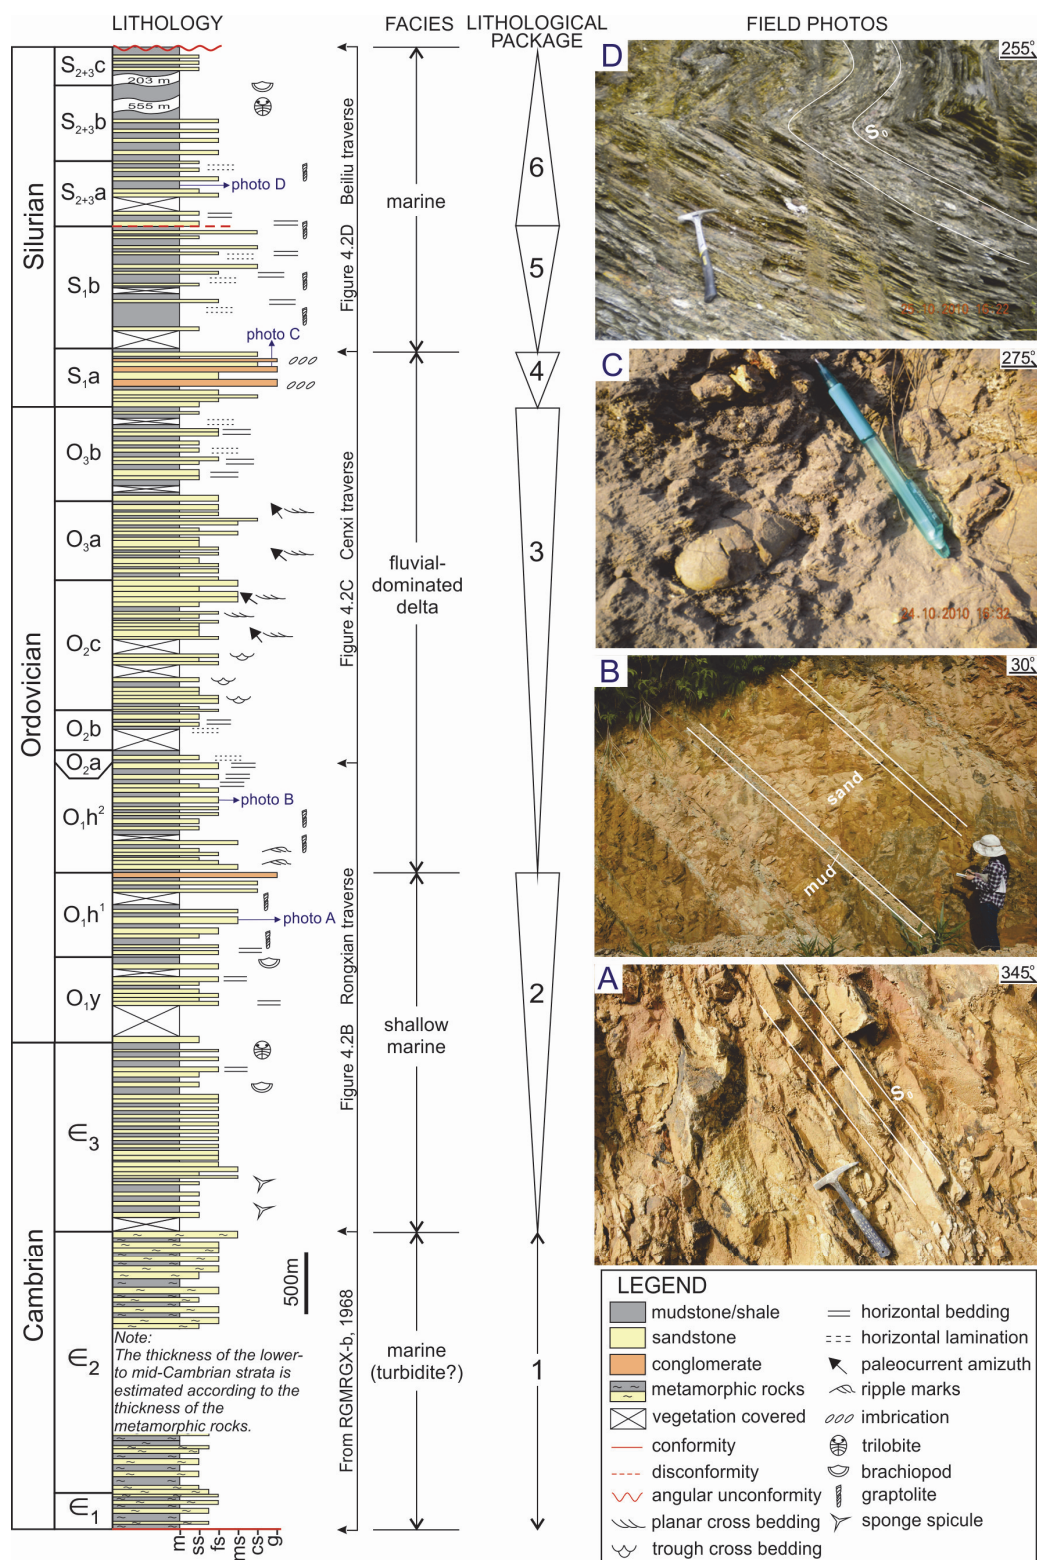 LITHOLOGY
FACIES
LITHOLOGICAL
PACKAGE
FIELD PHOTOS
Silurian
Ordovician
Cambrian
S₂₊₃c
S₂₊₃b
S₂₊₃a
S₁b
S₁a
O₃b
O₃a
O₂c
O₂b
O₂a
O₁h²
O₁h¹
O₁y
∈₃
∈₂
∈₁
203 m
555 m
photo D
photo C
photo B
photo A
500m
Note:
The thickness of the lower-
to mid-Cambrian strata is
estimated according to the
thickness of the
metamorphic rocks.
m
ss
fs
ms
cs
g
Beiliu traverse
Figure 4.2D
Cenxi traverse
Figure 4.2C
Rongxian traverse
Figure 4.2B
From RGMRGX-b, 1968
marine
fluvial-
dominated
delta
shallow
marine
marine
(turbidite?)
6
5
4
3
2
1
D
255°
S₀
C
275°
24.10.2010 16:32
B
30°
sand
mud
A
345°
S₀
LEGEND
mudstone/shale
sandstone
conglomerate
metamorphic rocks
vegetation covered
conformity
disconformity
angular unconformity
planar cross bedding
trough cross bedding
horizontal bedding
horizontal lamination
paleocurrent amizuth
ripple marks
imbrication
trilobite
brachiopod
graptolite
sponge spicule